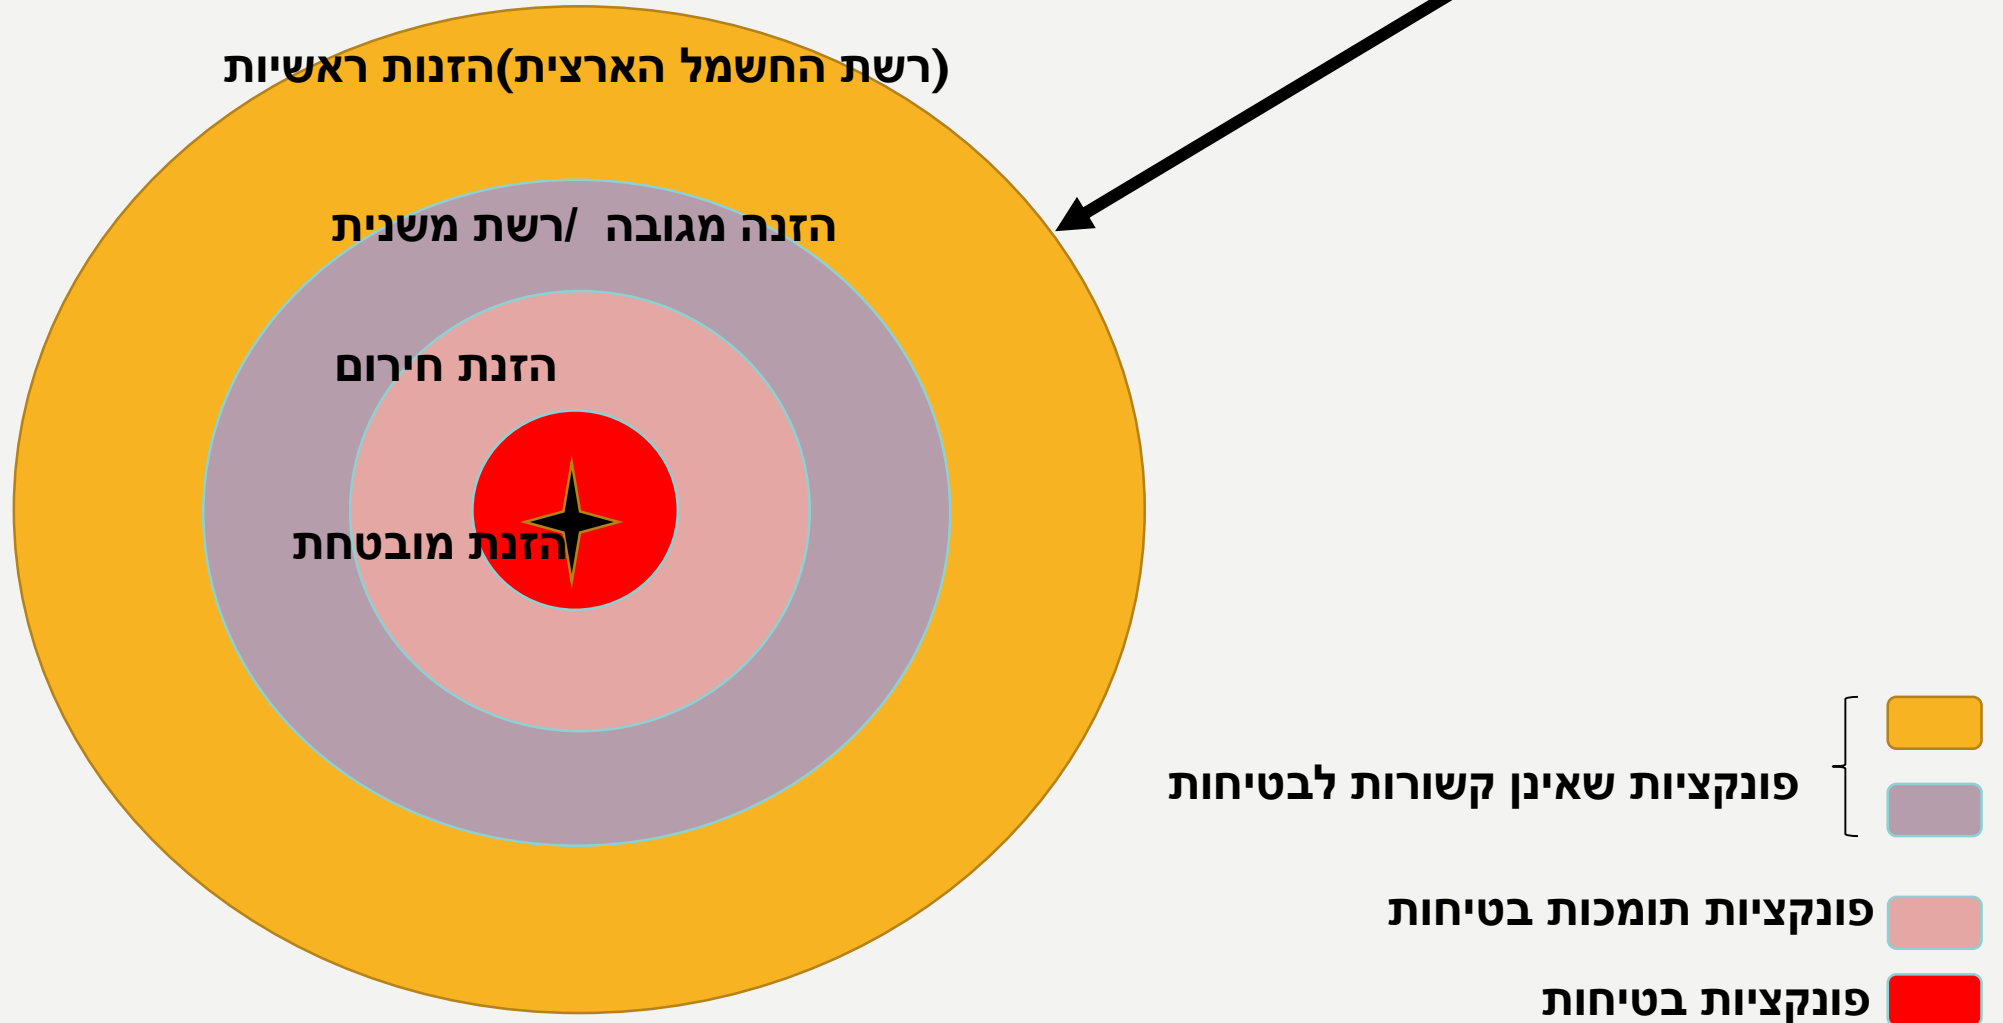 (רשת החשמל הארצית)הזנות ראשיות
הזנה מגובה / רשת משנית
הזנת חירום
הזנת מובטחת
פונקציות שאינן קשורות לבטיחות
פונקציות תומכות בטיחות
פונקציות בטיחות